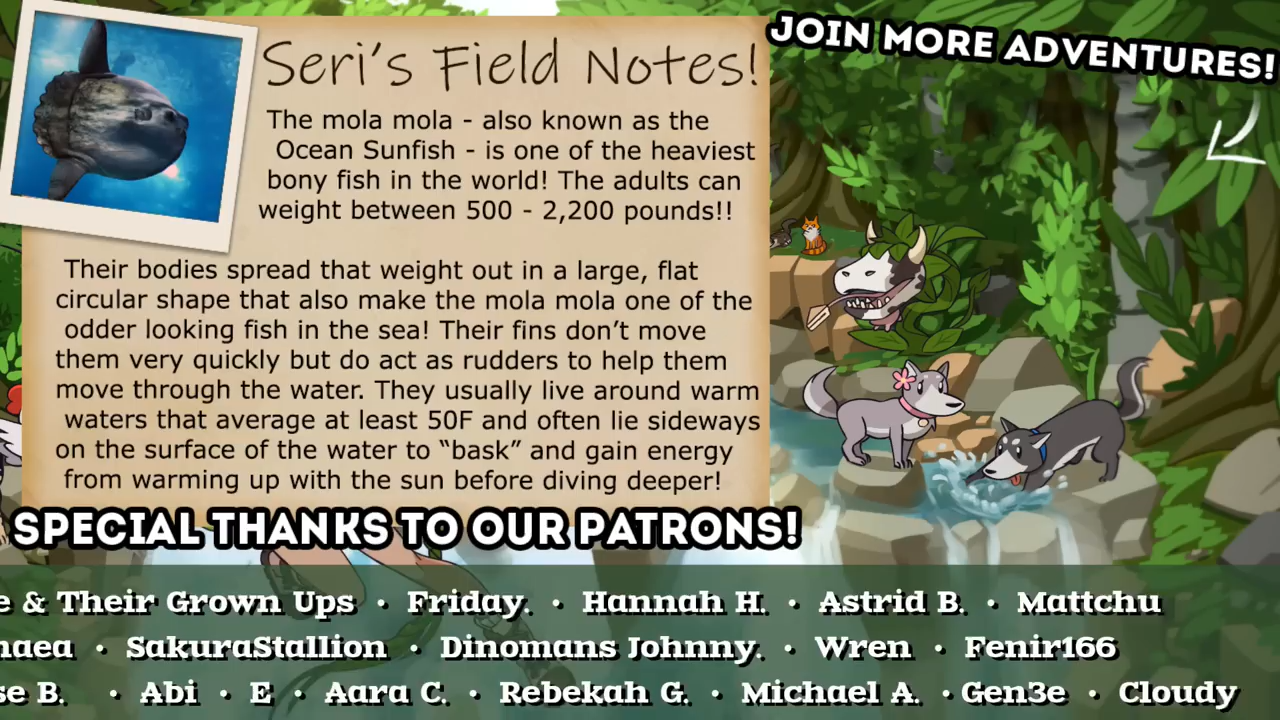 Seri's Field Notes!
JOIN MORE ADVENTURES!
The mola mola - also known as the
Ocean Sunfish - is one of the heaviest
bony fish in the world! The adults can
weight between 500 - 2,200 pounds!!
Their bodies spread that weight out in a large, flat
circular shape that also make the mola mola one of the
odder looking fish in the sea! Their fins don't move
them very quickly but do act as rudders to help them
move through the water. They usually live around warm
waters that average at least 50F and often lie sideways
on the surface of the water to “bask” and gain energy
from warming up with the sun before diving deeper!
SPECIAL THANKS TO OUR PATRONS!
e & Their Grown Ups · Friday. · Hannah H. · Astrid B. · Mattchu
naea · SakuraStallion · Dinomans Johnny. · Wren · Fenir166
se B. · Abi · E · Aara C. · Rebekah G. · Michael A. · Gen3e · Cloudy